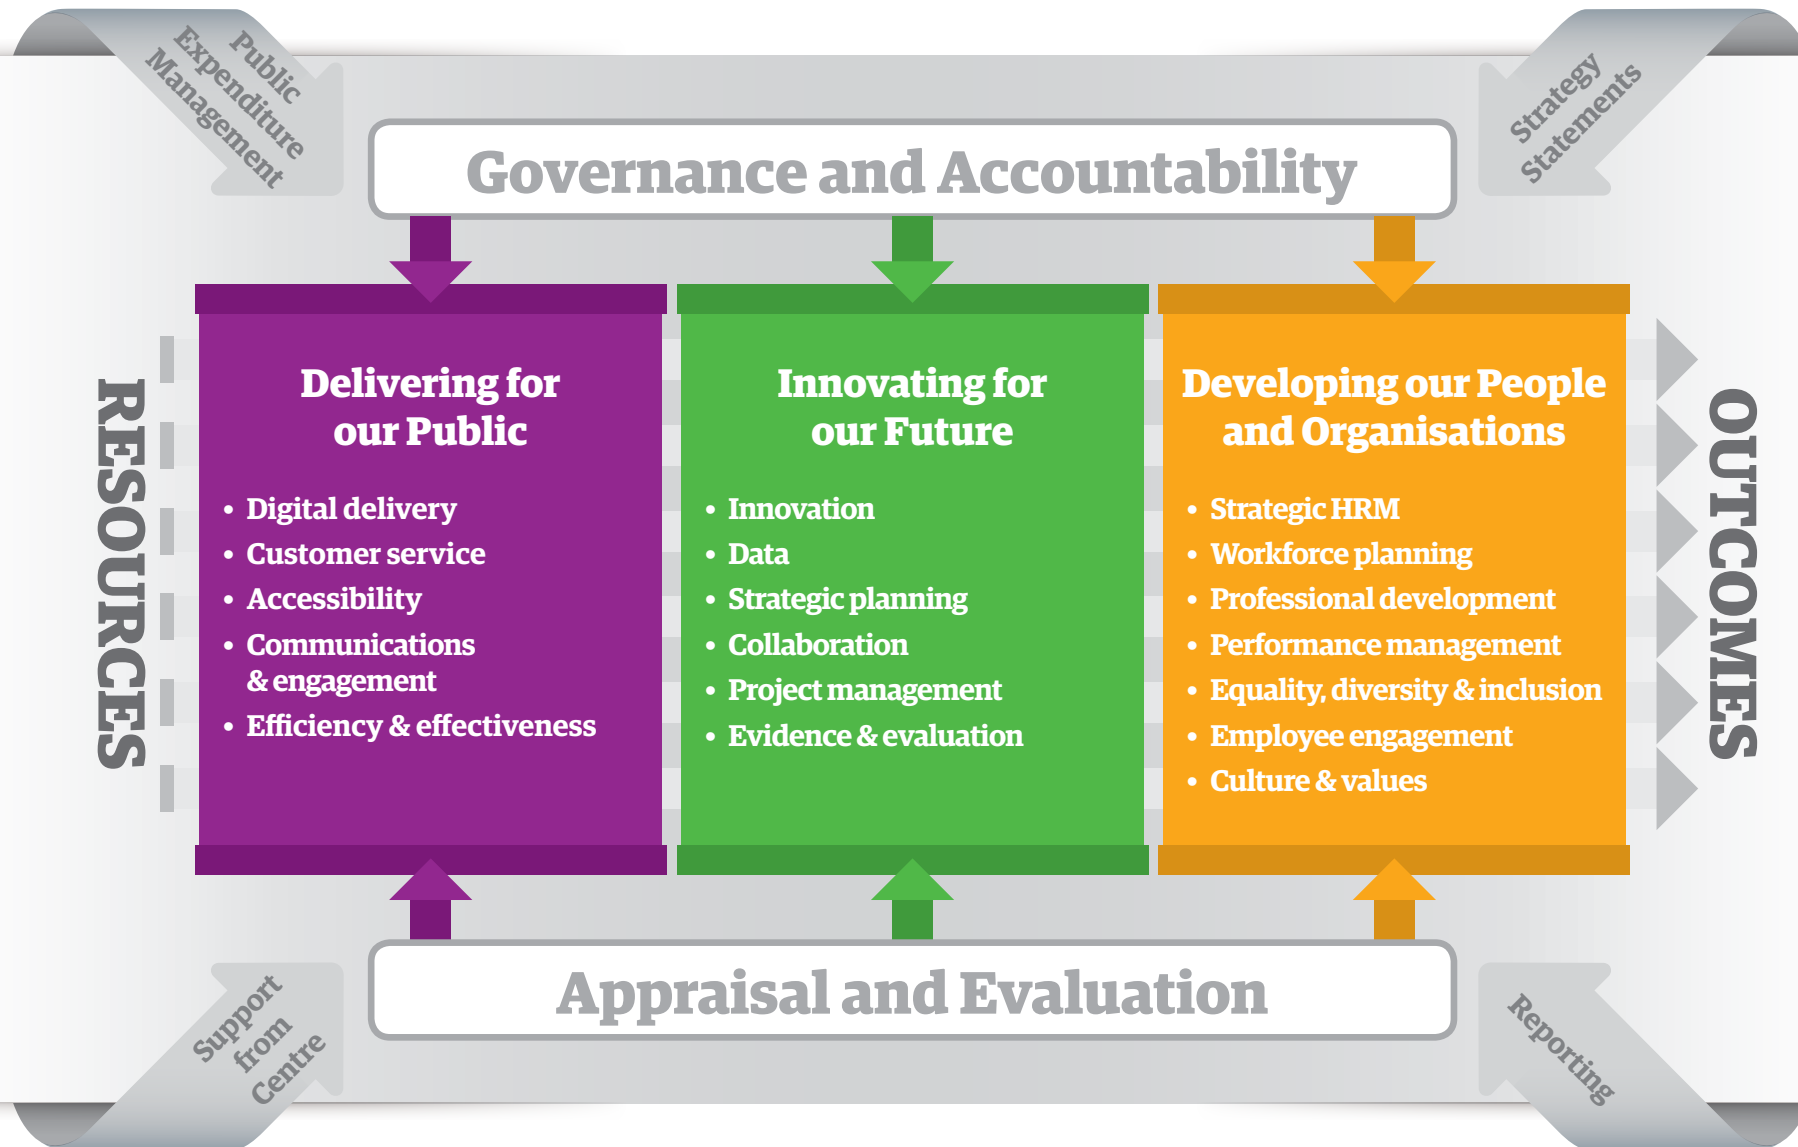 Public
Expenditure
Management
Strategy
Statements
Governance and Accountability
RESOURCES
Delivering for
our Public
• Digital delivery
• Customer service
• Accessibility
• Communications
& engagement
• Efficiency & effectiveness
Innovating for
our Future
• Innovation
• Data
• Strategic planning
• Collaboration
• Project management
• Evidence & evaluation
Developing our People
and Organisations
• Strategic HRM
• Workforce planning
• Professional development
• Performance management
• Equality, diversity & inclusion
• Employee engagement
• Culture & values
OUTCOMES
Appraisal and Evaluation
Support
from
Centre
Reporting